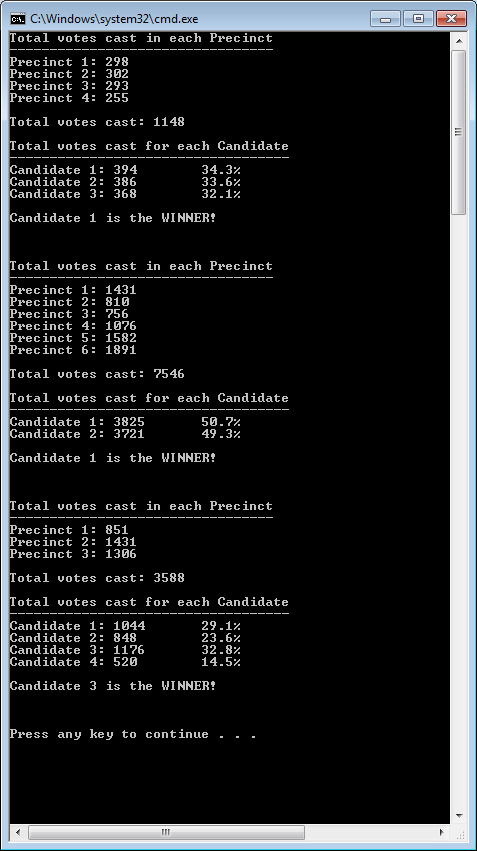 C:\Windows\system32\cmd.exe
Total votes cast in each Precinct
---------------------------------
Precinct 1: 298
Precinct 2: 302
Precinct 3: 293
Precinct 4: 255
Total votes cast: 1148
Total votes cast for each Candidate
-----------------------------------
Candidate 1: 394        34.3%
Candidate 2: 386        33.6%
Candidate 3: 368        32.1%
Candidate 1 is the WINNER!
Total votes cast in each Precinct
---------------------------------
Precinct 1: 1431
Precinct 2: 810
Precinct 3: 756
Precinct 4: 1076
Precinct 5: 1582
Precinct 6: 1891
Total votes cast: 7546
Total votes cast for each Candidate
-----------------------------------
Candidate 1: 3825       50.7%
Candidate 2: 3721       49.3%
Candidate 1 is the WINNER!
Total votes cast in each Precinct
---------------------------------
Precinct 1: 851
Precinct 2: 1431
Precinct 3: 1306
Total votes cast: 3588
Total votes cast for each Candidate
-----------------------------------
Candidate 1: 1044       29.1%
Candidate 2: 848        23.6%
Candidate 3: 1176       32.8%
Candidate 4: 520        14.5%
Candidate 3 is the WINNER!
Press any key to continue . . .